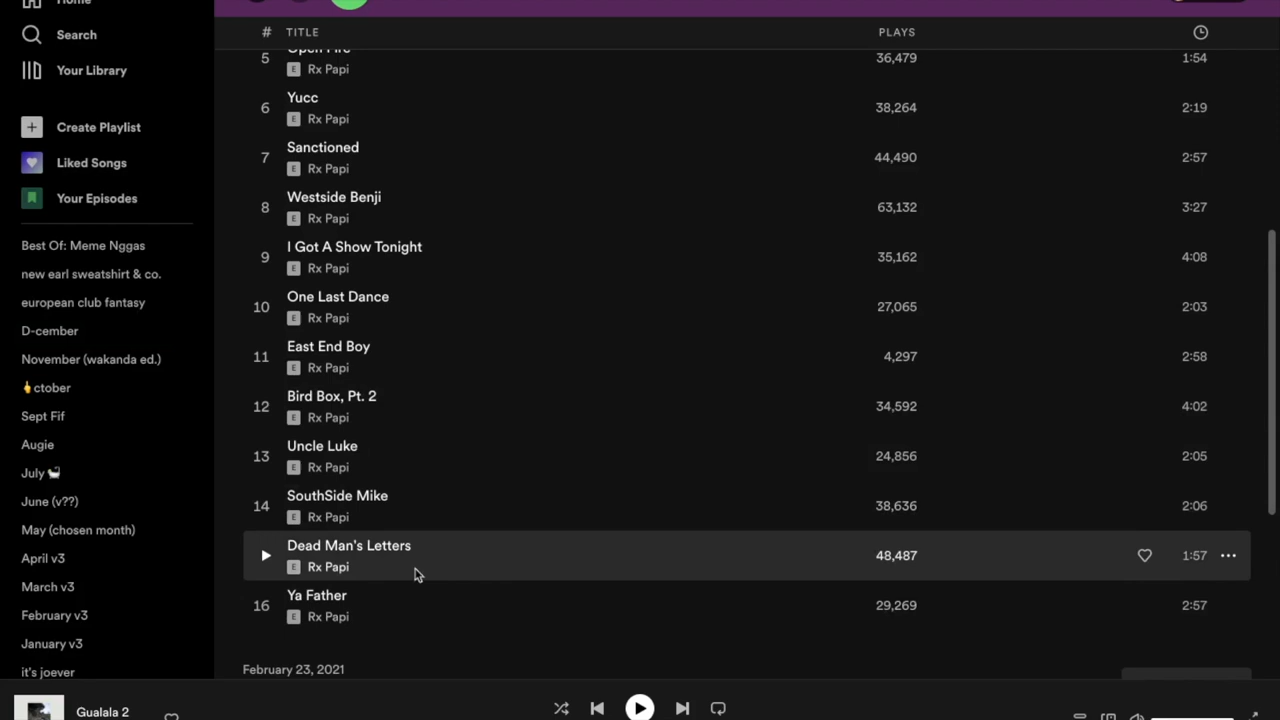 Home
Search
Your Library
Create Playlist
Liked Songs
Your Episodes
Best Of: Meme Nggas
new earl sweatshirt & co.
european club fantasy
D-cember
November (wakanda ed.)
🖕ctober
Sept Fif
Augie
July 🛀
June (v??)
May (chosen month)
April v3
March v3
February v3
January v3
it's joever
# TITLE PLAYS
5 Open Fire 36,479 1:54
E Rx Papi
6 Yucc 38,264 2:19
E Rx Papi
7 Sanctioned 44,490 2:57
E Rx Papi
8 Westside Benji 63,132 3:27
E Rx Papi
9 I Got A Show Tonight 35,162 4:08
E Rx Papi
10 One Last Dance 27,065 2:03
E Rx Papi
11 East End Boy 4,297 2:58
E Rx Papi
12 Bird Box, Pt. 2 34,592 4:02
E Rx Papi
13 Uncle Luke 24,856 2:05
E Rx Papi
14 SouthSide Mike 38,636 2:06
E Rx Papi
Dead Man's Letters 48,487 1:57
E Rx Papi
16 Ya Father 29,269 2:57
E Rx Papi
February 23, 2021
Gualala 2